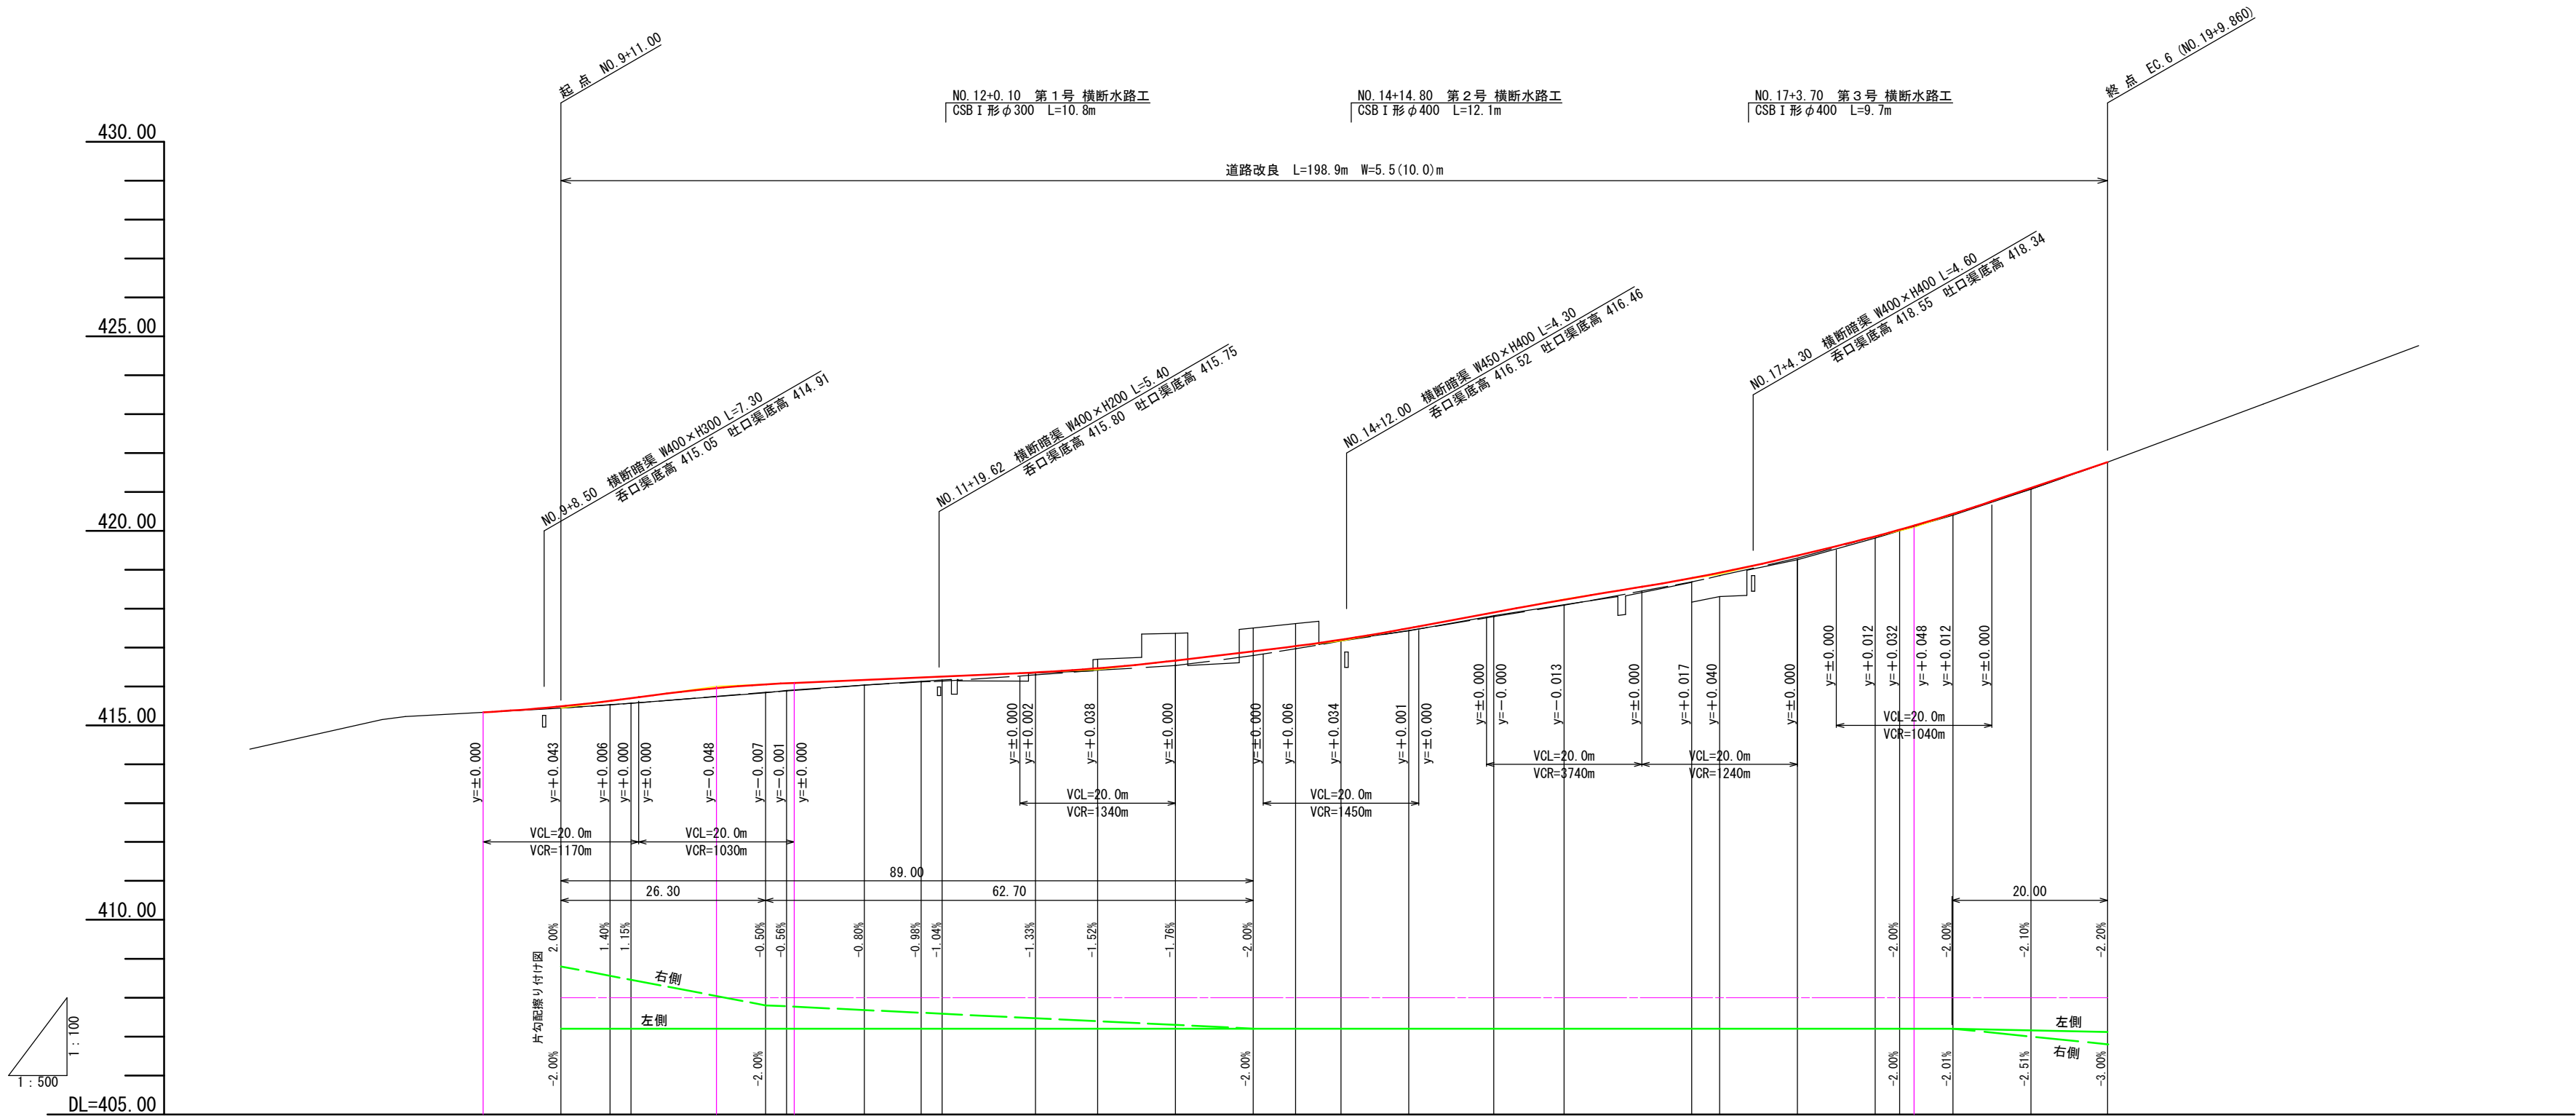 起 点　NO.9+11.00
終 点　EC.6 (NO.19+9.860)
NO.12+0.10　第１号 横断水路工
CSBⅠ形φ300　L=10.8m
NO.14+14.80　第２号 横断水路工
CSBⅠ形φ400　L=12.1m
NO.17+3.70　第３号 横断水路工
CSBⅠ形φ400　L=9.7m
道路改良　L=198.9m　W=5.5(10.0)m
430.00
425.00
420.00
415.00
410.00
DL=405.00
NO.9+8.50　横断暗渠 W400×H300 L=7.30
呑口渠底高 415.05　吐口渠底高 414.91
NO.11+19.62　横断暗渠 W400×H200 L=5.40
呑口渠底高 415.80　吐口渠底高 415.75
NO.14+12.00　横断暗渠 W450×H400 L=4.30
呑口渠底高 416.52　吐口渠底高 416.46
NO.17+4.30　横断暗渠 W400×H400 L=4.60
呑口渠底高 418.55　吐口渠底高 418.34
y=±0.000
y=+0.043
y=+0.006
y=+0.000
y=±0.000
y=-0.048
y=-0.007
y=-0.001
y=±0.000
y=±0.000
y=+0.002
y=+0.038
y=±0.000
y=±0.000
y=+0.006
y=+0.034
y=+0.001
y=±0.000
y=±0.000
y=-0.000
y=-0.013
y=±0.000
y=+0.017
y=+0.040
y=±0.000
y=±0.000
y=+0.012
y=+0.032
y=+0.048
y=+0.012
y=±0.000
VCL=20.0m
VCR=1170m
VCL=20.0m
VCR=1030m
VCL=20.0m
VCR=1340m
VCL=20.0m
VCR=1450m
VCL=20.0m
VCR=3740m
VCL=20.0m
VCR=1240m
VCL=20.0m
VCR=1040m
89.00
26.30
62.70
20.00
2.00%
1.40%
1.15%
-0.50%
-0.56%
-0.80%
-0.98%
-1.04%
-1.33%
-1.52%
-1.76%
-2.00%
-2.00%
-2.00%
-2.10%
-2.20%
片勾配擦り付け図
右側
左側
左側
右側
-2.00%
-2.00%
-2.00%
-2.00%
-2.01%
-2.51%
-3.00%
1：100
1：500